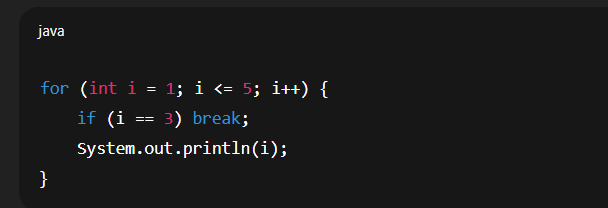 java
for (int i = 1; i <= 5; i++) {
    if (i == 3) break;
    System.out.println(i);
}